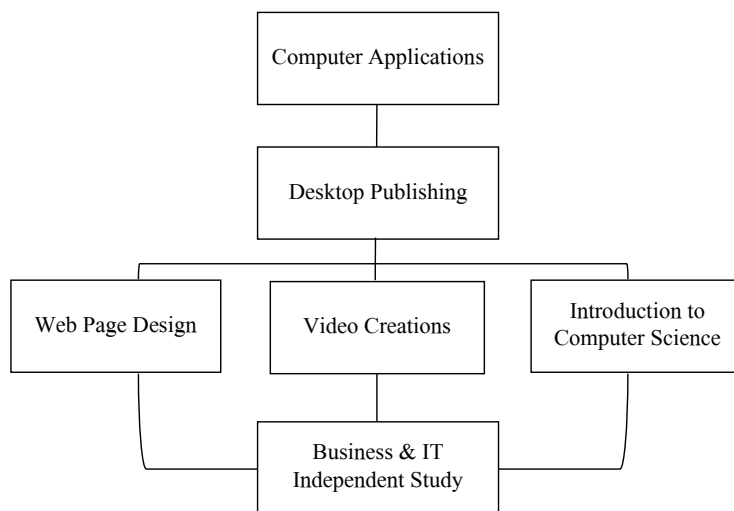 Computer Applications
Desktop Publishing
Web Page Design
Video Creations
Introduction to
Computer Science
Business & IT
Independent Study